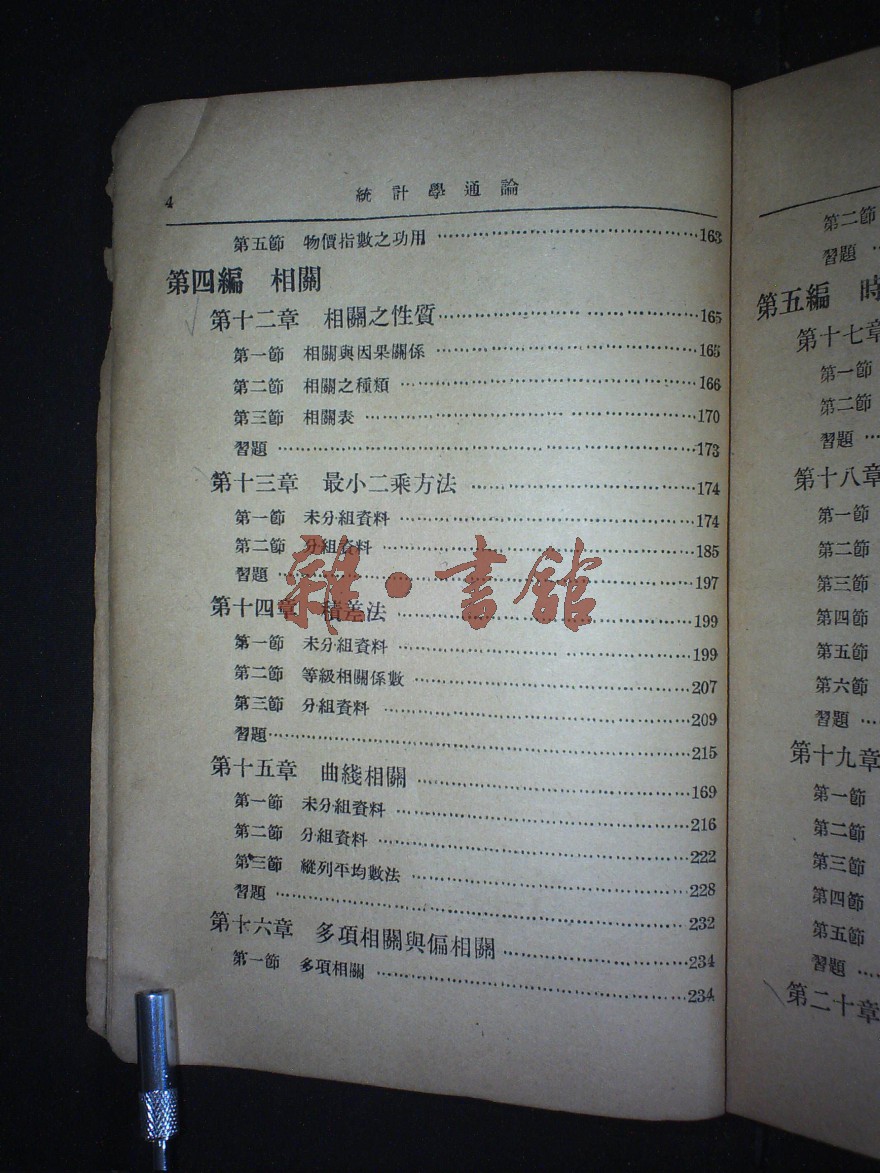 4 統計學通論
第五節 物價指數之功用 163
第四編 相關
第十二章 相關之性質 165
第一節 相關與因果關係 165
第二節 相關之種類 166
第三節 相關表 170
習題 173
第十三章 最小二乘方法 174
第一節 未分組資料 174
第二節 分組資料 185
習題 197
雜·書館
第十四章 積差法 199
第一節 未分組資料 199
第二節 等級相關係數 207
第三節 分組資料 209
習題 215
第十五章 曲綫相關 169
第一節 未分組資料 216
第二節 分組資料 222
第三節 縱列平均數法 228
習題 232
第十六章 多項相關與偏相關 234
第一節 多項相關 234
第二節
習題
第五編 時
第十七章
第一節
第二節
習題
第十八章
第一節
第二節
第三節
第四節
第五節
第六節
習題
第十九章
第一節
第二節
第三節
第四節
第五節
習題
第二十章